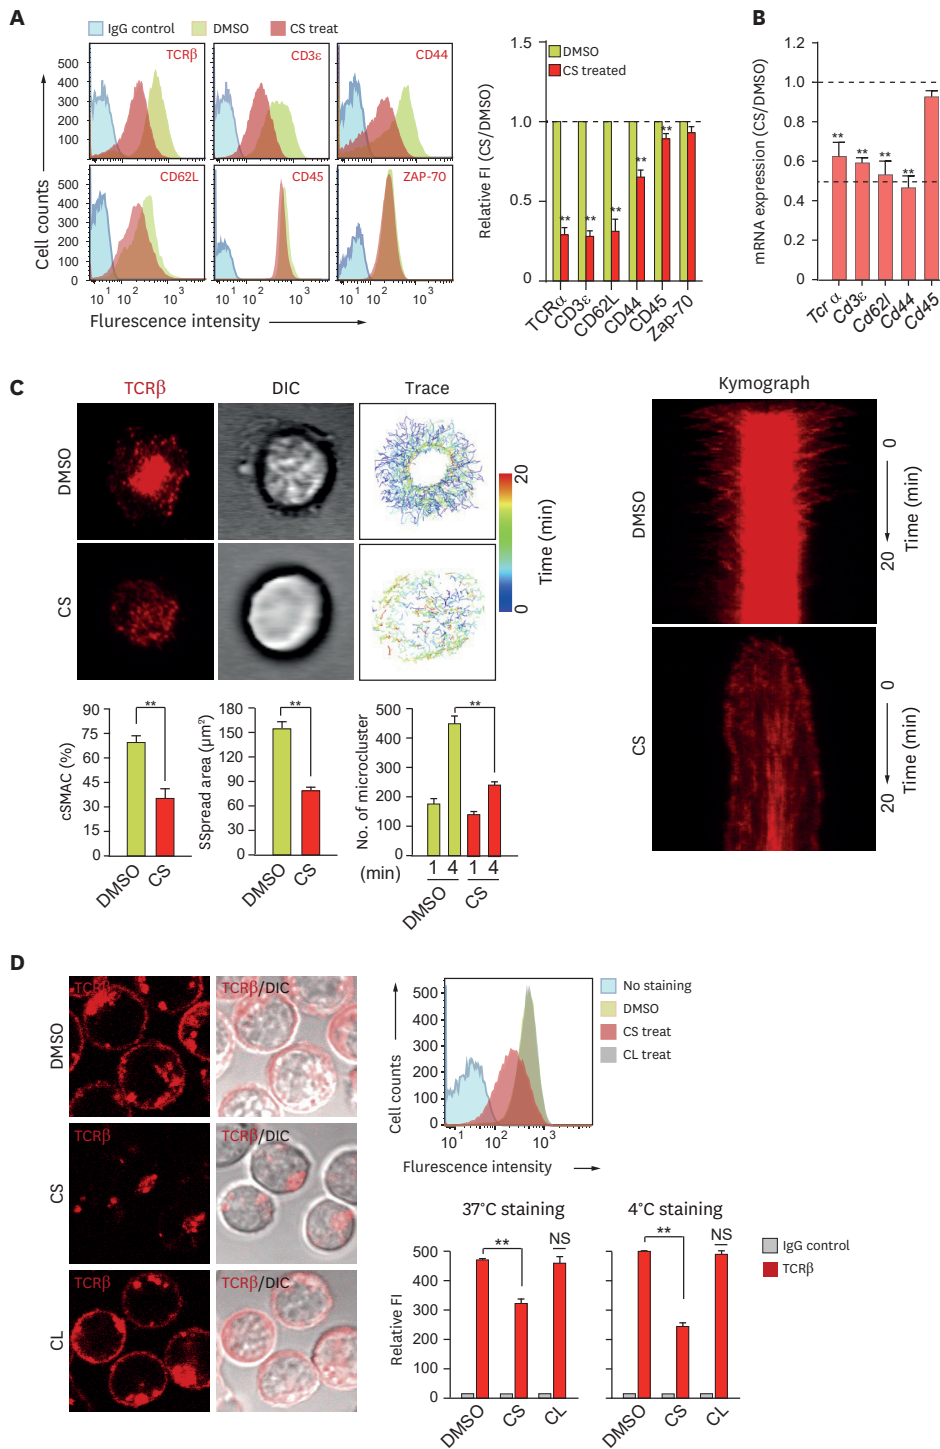 A
IgG control DMSO CS treat
TCRβ CD3ε CD44
500
400
300
200
100
CD62L CD45 ZAP-70
500
400
300
200
100
0
10¹ 10² 10³ 10¹ 10² 10³ 10¹ 10² 10³
Cell counts
Flurescence intensity
1.5
1.0
0.5
0
Relative FI (CS/DMSO)
DMSO
CS treated
** ** ** ** **
TCRα CD3ε CD62L CD44 CD45 Zap-70
B
1.2
1.0
0.8
0.6
0.4
0.2
0
mRNA expression (CS/DMSO)
** ** ** **
Tcr α Cd3ε Cd62l Cd44 Cd45
C
TCRβ DIC Trace
DMSO
CS
20
0
Time (min)
Kymograph
DMSO
0
20
Time (min)
CS
0
20
Time (min)
90
75
60
45
30
15
0
cSMAC (%)
**
DMSO CS
180
150
120
90
60
30
0
SSpread area (µm²)
**
DMSO CS
500
400
300
200
100
0
No. of microcluster
**
(min) 1 4 1 4
DMSO CS
D
TCRβ TCRβ/DIC
DMSO
TCRβ TCRβ/DIC
CS
TCRβ TCRβ/DIC
CL
500
400
300
200
100
0
Cell counts
10¹ 10² 10³
Flurescence intensity
No staining
DMSO
CS treat
CL treat
37°C staining 4°C staining
500
400
300
200
100
0
Relative FI
** NS ** NS
DMSO CS CL DMSO CS CL
IgG control
TCRβ